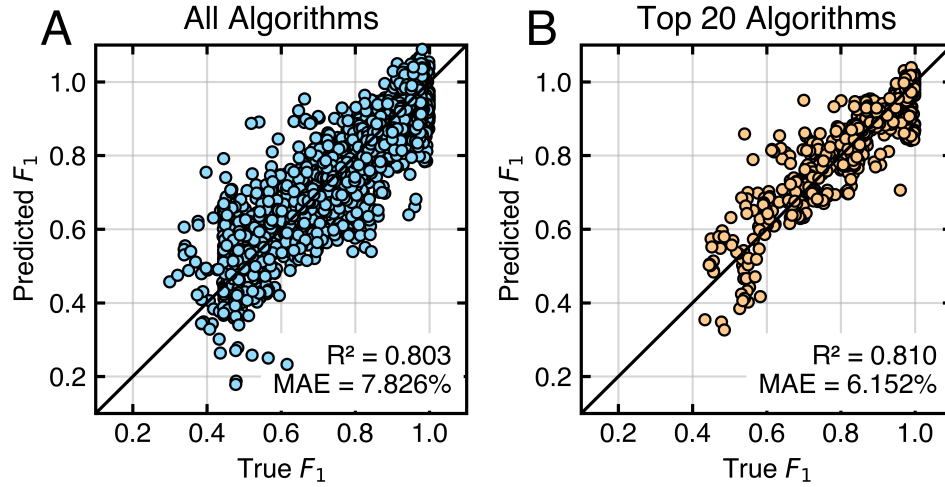 A
All Algorithms
Predicted F₁
1.0
0.8
0.6
0.4
0.2
R² = 0.803
MAE = 7.826%
0.2 0.4 0.6 0.8 1.0
True F₁
B
Top 20 Algorithms
Predicted F₁
1.0
0.8
0.6
0.4
0.2
R² = 0.810
MAE = 6.152%
0.2 0.4 0.6 0.8 1.0
True F₁